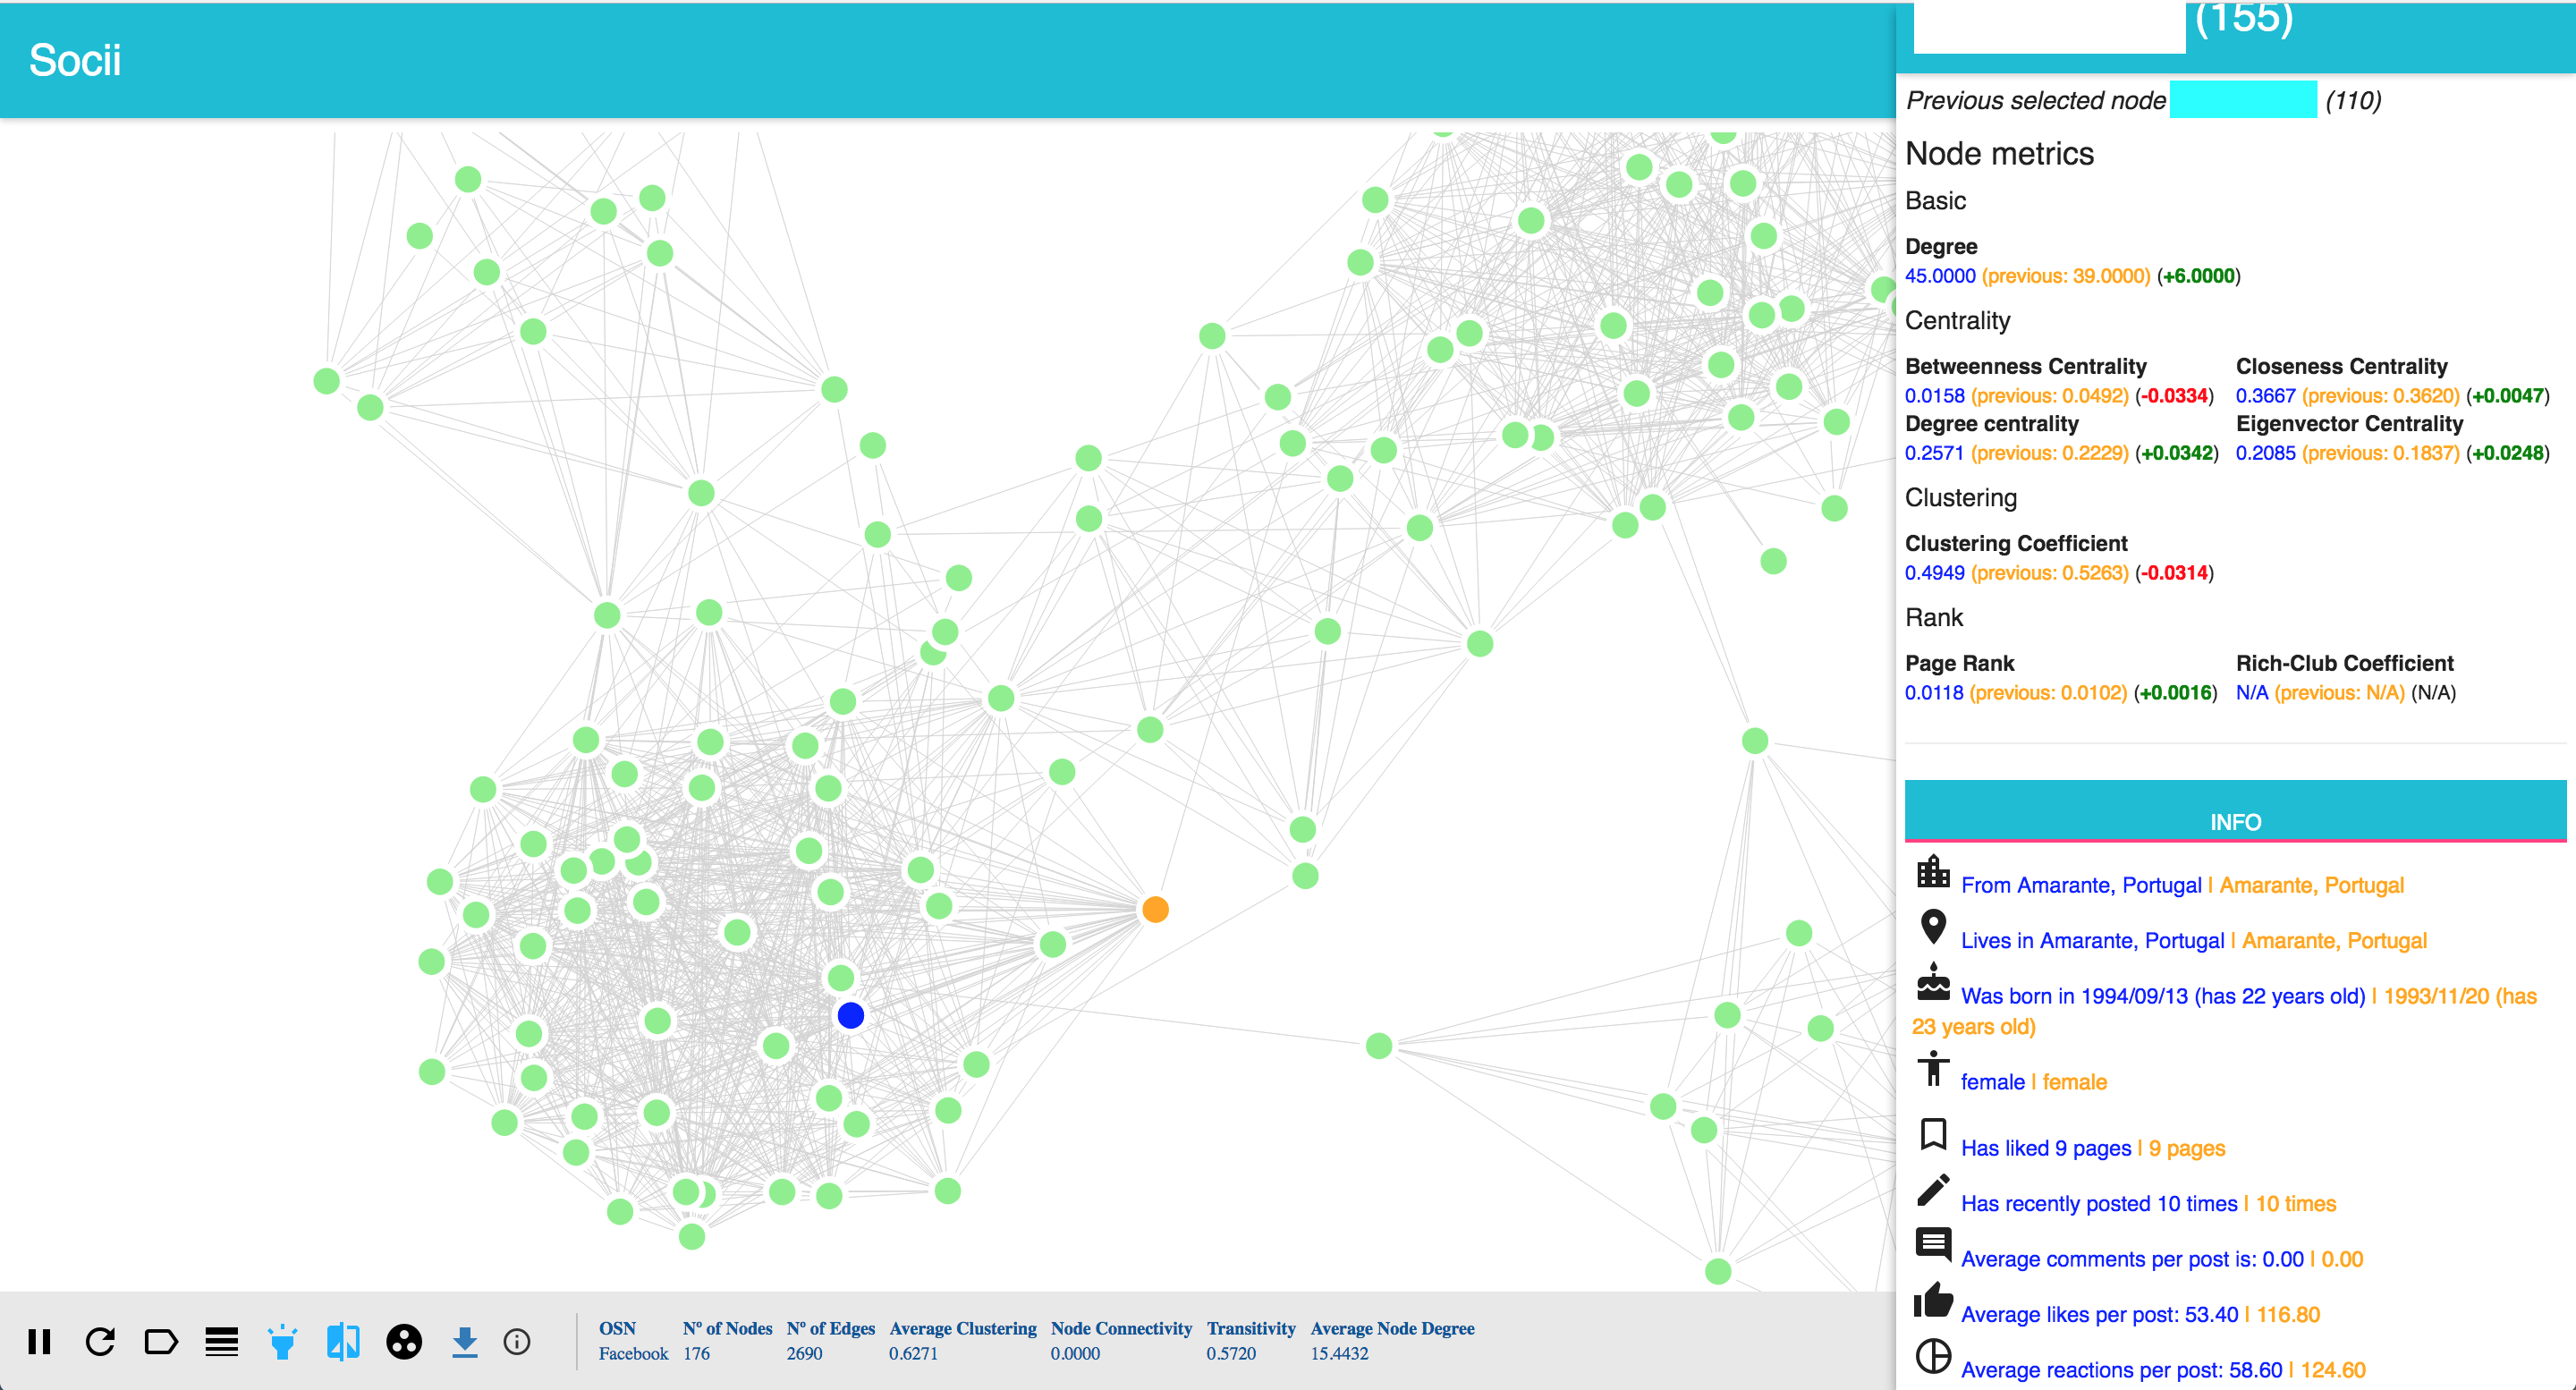 Socii
(155)
Previous selected node (110)
Node metrics
Basic
Degree
45.0000 (previous: 39.0000) (+6.0000)
Centrality
Betweenness Centrality Closeness Centrality
0.0158 (previous: 0.0492) (-0.0334) 0.3667 (previous: 0.3620) (+0.0047)
Degree centrality Eigenvector Centrality
0.2571 (previous: 0.2229) (+0.0342) 0.2085 (previous: 0.1837) (+0.0248)
Clustering
Clustering Coefficient
0.4949 (previous: 0.5263) (-0.0314)
Rank
Page Rank Rich-Club Coefficient
0.0118 (previous: 0.0102) (+0.0016) N/A (previous: N/A) (N/A)
INFO
From Amarante, Portugal | Amarante, Portugal
Lives in Amarante, Portugal | Amarante, Portugal
Was born in 1994/09/13 (has 22 years old) | 1993/11/20 (has
23 years old)
female | female
Has liked 9 pages | 9 pages
Has recently posted 10 times | 10 times
Average comments per post is: 0.00 | 0.00
Average likes per post: 53.40 | 116.80
Average reactions per post: 58.60 | 124.60
OSN Nº of Nodes Nº of Edges Average Clustering Node Connectivity Transitivity Average Node Degree
Facebook 176 2690 0.6271 0.0000 0.5720 15.4432